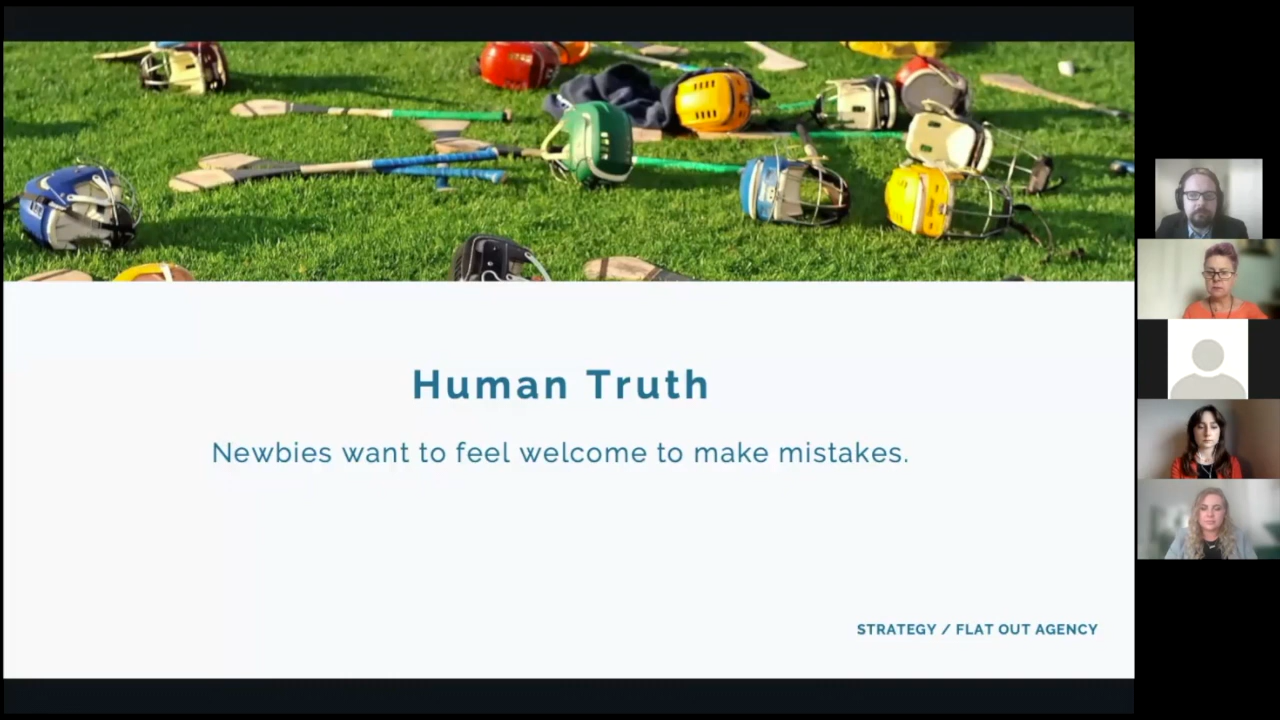 Human Truth
Newbies want to feel welcome to make mistakes.
STRATEGY / FLAT OUT AGENCY